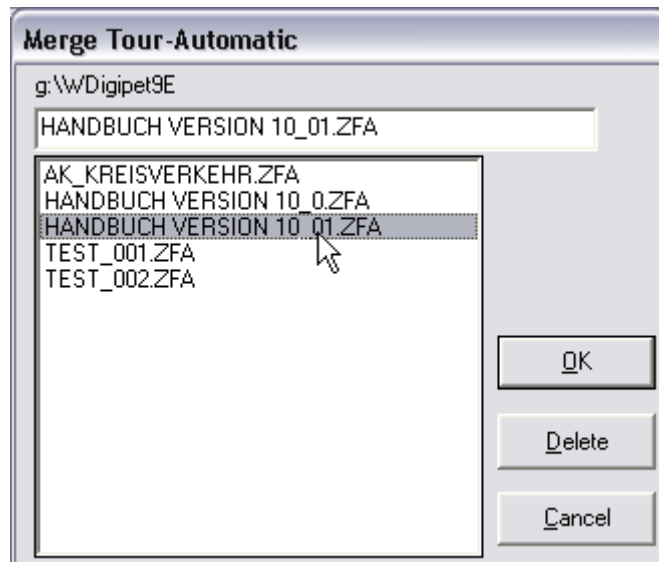 Merge Tour-Automatic
g:\WDigipet9E
HANDBUCH VERSION 10_01.ZFA
AK_KREISVERKEHR.ZFA
HANDBUCH VERSION 10_0.ZFA
HANDBUCH VERSION 10_01.ZFA
TEST_001.ZFA
TEST_002.ZFA
OK
Delete
Cancel